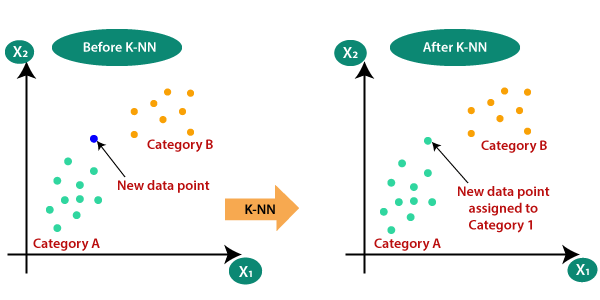 Before K-NN
X₂
Category B
New data point
Category A
X₁
K-NN
After K-NN
X₂
Category B
New data point
assigned to
Category 1
Category A
X₁